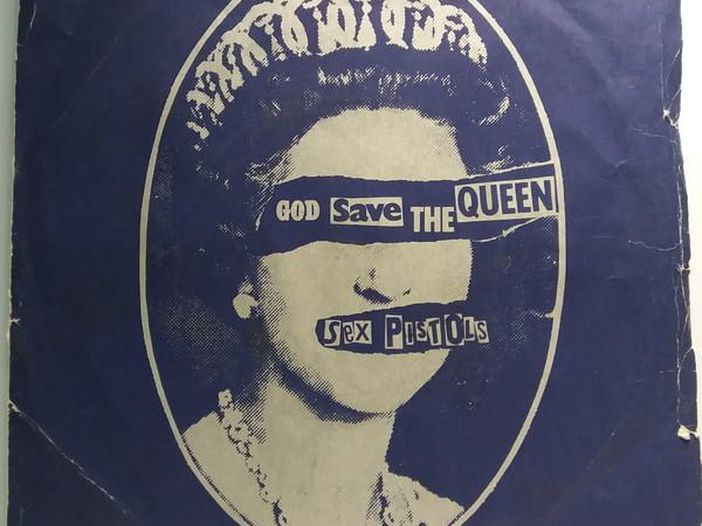 GOD Save THE QUEEN
SEX PISTOLS